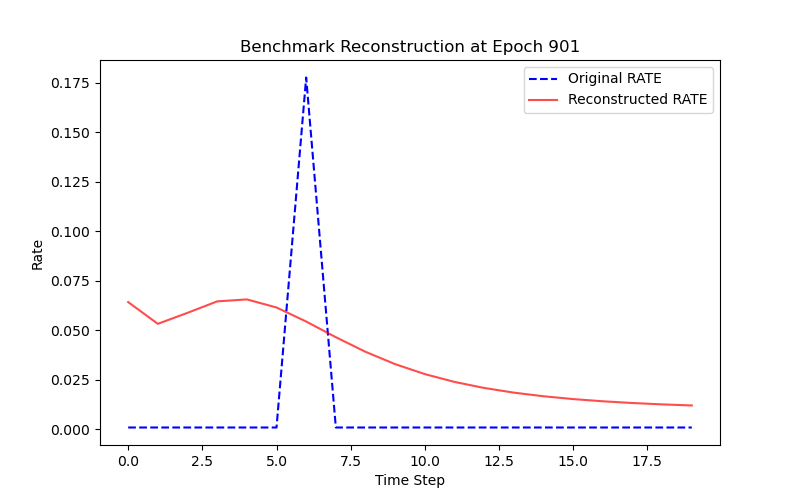 Benchmark Reconstruction at Epoch 901
Original RATE
Reconstructed RATE
Rate
0.175
0.150
0.125
0.100
0.075
0.050
0.025
0.000
0.0 2.5 5.0 7.5 10.0 12.5 15.0 17.5
Time Step